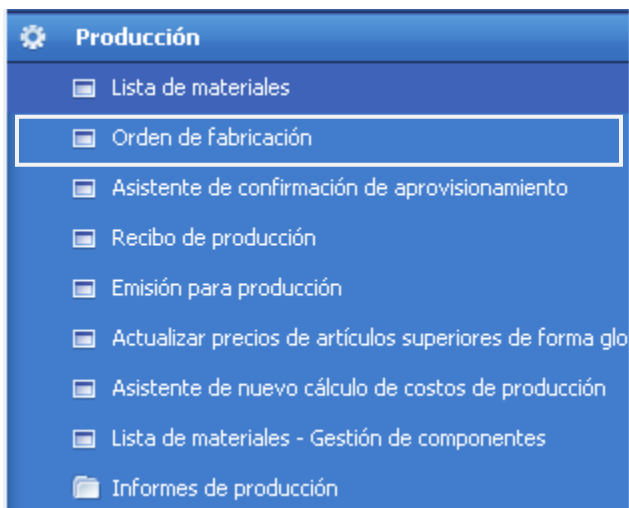 Producción
Lista de materiales
Orden de fabricación
Asistente de confirmación de aprovisionamiento
Recibo de producción
Emisión para producción
Actualizar precios de artículos superiores de forma glo
Asistente de nuevo cálculo de costos de producción
Lista de materiales - Gestión de componentes
Informes de producción